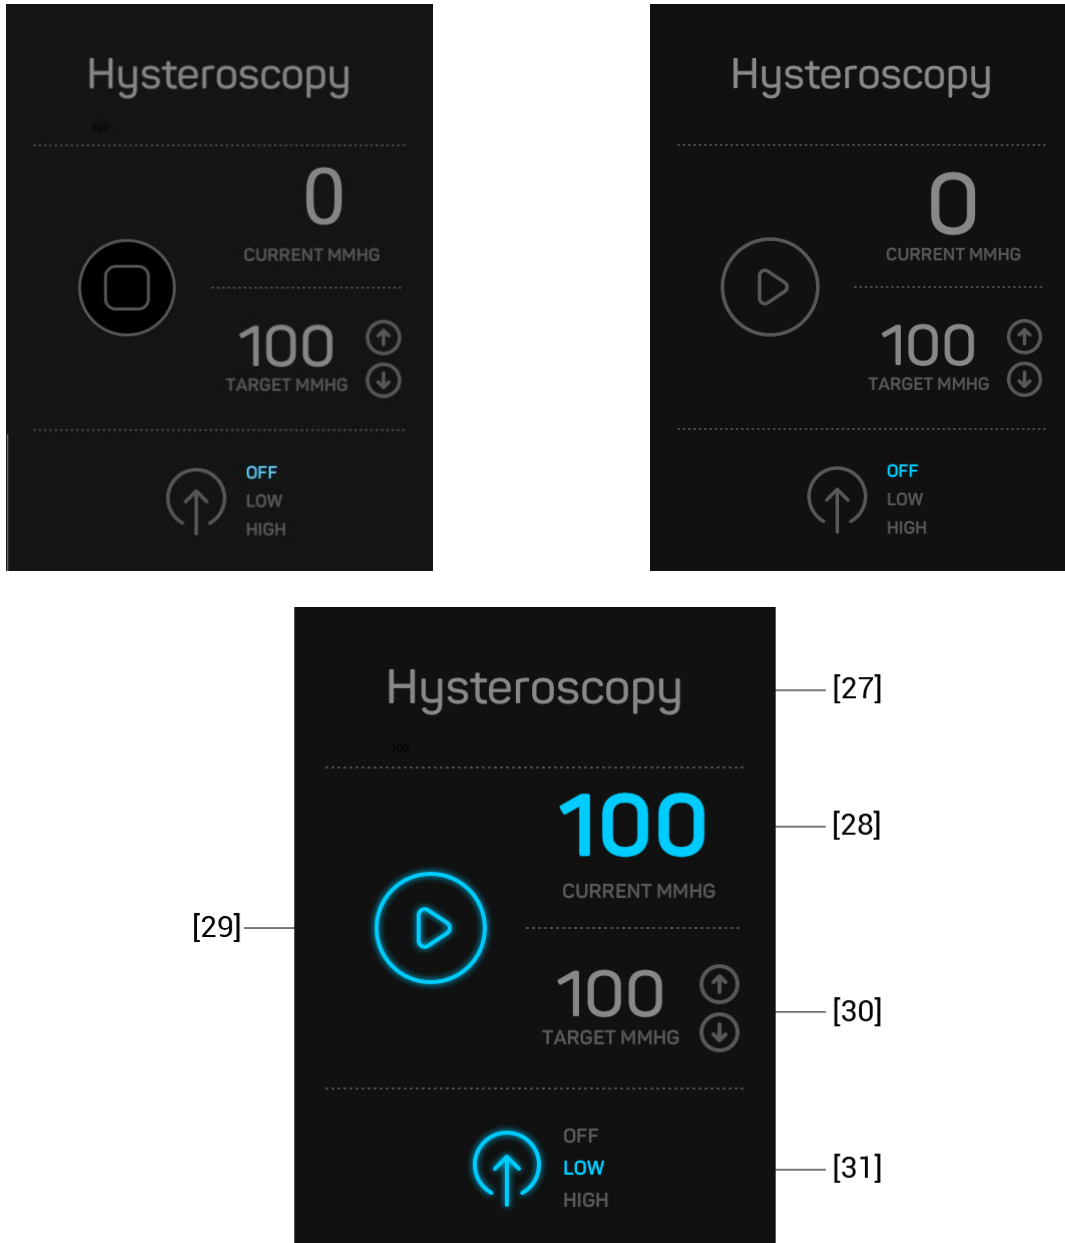 Hysteroscopy
100
0
CURRENT MMHG
100
TARGET MMHG
OFF
LOW
HIGH
Hysteroscopy
0
CURRENT MMHG
100
TARGET MMHG
OFF
LOW
HIGH
Hysteroscopy
[27]
100
100
[28]
CURRENT MMHG
[29]
100
[30]
TARGET MMHG
OFF
LOW
[31]
HIGH